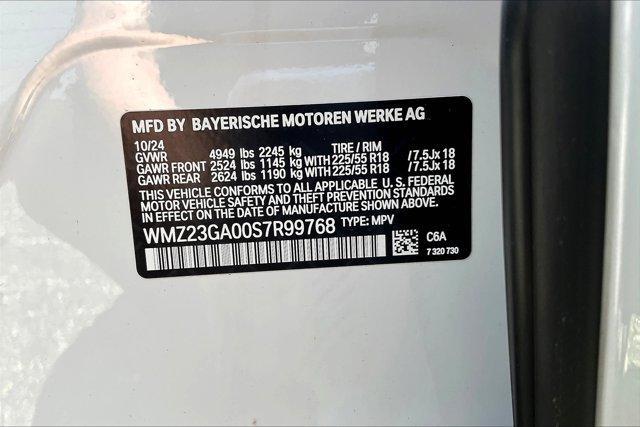 MFD BY BAYERISCHE MOTOREN WERKE AG
10/24 TIRE / RIM
GVWR 4949 lbs 2245 kg
GAWR FRONT 2524 lbs 1145 kg WITH 225/55 R18 /7.5Jx18
GAWR REAR 2624 lbs 1190 kg WITH 225/55 R18 /7.5Jx18
THIS VEHICLE CONFORMS TO ALL APPLICABLE U. S. FEDERAL
MOTOR VEHICLE SAFETY AND THEFT PREVENTION STANDARDS
IN EFFECT ON THE DATE OF MANUFACTURE SHOWN ABOVE.
WMZ23GA00S7R99768 TYPE: MPV
C6A
7 320 730